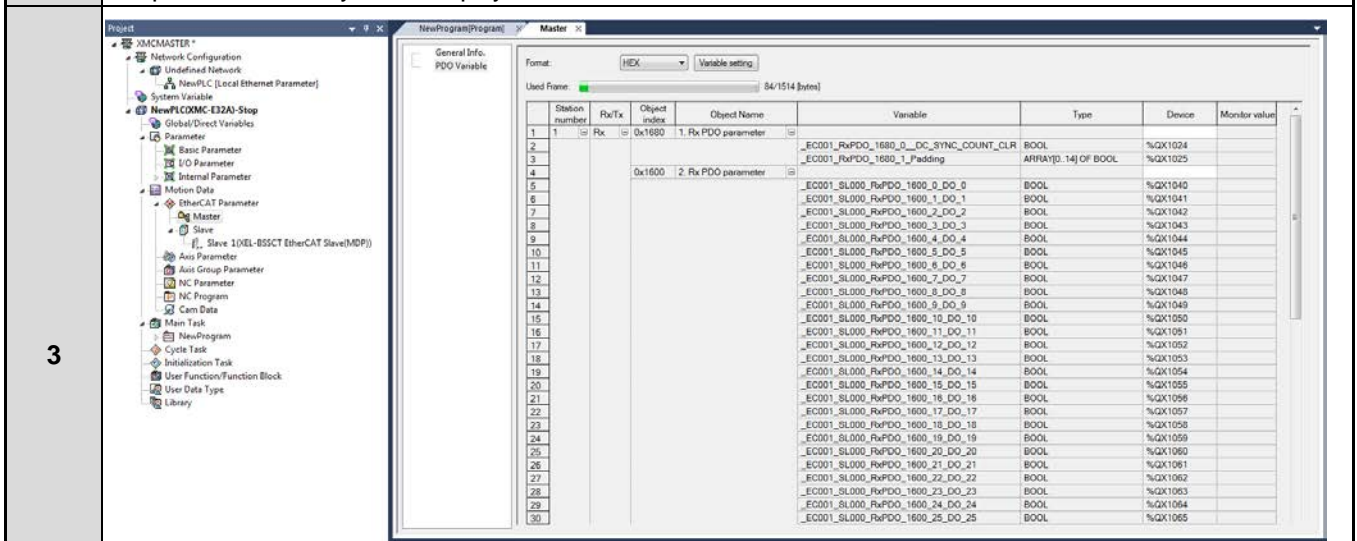 3
Project
XMCMASTER *
Network Configuration
Undefined Network
NewPLC [Local Ethernet Parameter]
System Variable
NewPLC(XMC-E32A)-Stop
Global/Direct Variables
Parameter
Basic Parameter
I/O Parameter
Internal Parameter
Motion Data
EtherCAT Parameter
Master
Slave
Slave 1(XEL-BSSCT EtherCAT Slave(MDP))
Axis Parameter
Axis Group Parameter
NC Parameter
NC Program
Cam Data
Main Task
NewProgram
Cycle Task
Initialization Task
User Function/Function Block
User Data Type
Library
NewProgram[Program] Master
General Info.
PDO Variable
Format: HEX Variable setting
Used Frame: 84/1514 [bytes]
Station number Rx/Tx Object index Object Name Variable Type Device Monitor value
1 1 Rx 0x1680 1. Rx PDO parameter
2 _EC001_RxPDO_1680_0__DC_SYNC_COUNT_CLR BOOL %QX1024
3 _EC001_RxPDO_1680_1_Padding ARRAY[0..14] OF BOOL %QX1025
4 0x1600 2. Rx PDO parameter
5 _EC001_SL000_RxPDO_1600_0_DO_0 BOOL %QX1040
6 _EC001_SL000_RxPDO_1600_1_DO_1 BOOL %QX1041
7 _EC001_SL000_RxPDO_1600_2_DO_2 BOOL %QX1042
8 _EC001_SL000_RxPDO_1600_3_DO_3 BOOL %QX1043
9 _EC001_SL000_RxPDO_1600_4_DO_4 BOOL %QX1044
10 _EC001_SL000_RxPDO_1600_5_DO_5 BOOL %QX1045
11 _EC001_SL000_RxPDO_1600_6_DO_6 BOOL %QX1046
12 _EC001_SL000_RxPDO_1600_7_DO_7 BOOL %QX1047
13 _EC001_SL000_RxPDO_1600_8_DO_8 BOOL %QX1048
14 _EC001_SL000_RxPDO_1600_9_DO_9 BOOL %QX1049
15 _EC001_SL000_RxPDO_1600_10_DO_10 BOOL %QX1050
16 _EC001_SL000_RxPDO_1600_11_DO_11 BOOL %QX1051
17 _EC001_SL000_RxPDO_1600_12_DO_12 BOOL %QX1052
18 _EC001_SL000_RxPDO_1600_13_DO_13 BOOL %QX1053
19 _EC001_SL000_RxPDO_1600_14_DO_14 BOOL %QX1054
20 _EC001_SL000_RxPDO_1600_15_DO_15 BOOL %QX1055
21 _EC001_SL000_RxPDO_1600_16_DO_16 BOOL %QX1056
22 _EC001_SL000_RxPDO_1600_17_DO_17 BOOL %QX1057
23 _EC001_SL000_RxPDO_1600_18_DO_18 BOOL %QX1058
24 _EC001_SL000_RxPDO_1600_19_DO_19 BOOL %QX1059
25 _EC001_SL000_RxPDO_1600_20_DO_20 BOOL %QX1060
26 _EC001_SL000_RxPDO_1600_21_DO_21 BOOL %QX1061
27 _EC001_SL000_RxPDO_1600_22_DO_22 BOOL %QX1062
28 _EC001_SL000_RxPDO_1600_23_DO_23 BOOL %QX1063
29 _EC001_SL000_RxPDO_1600_24_DO_24 BOOL %QX1064
30 _EC001_SL000_RxPDO_1600_25_DO_25 BOOL %QX1065